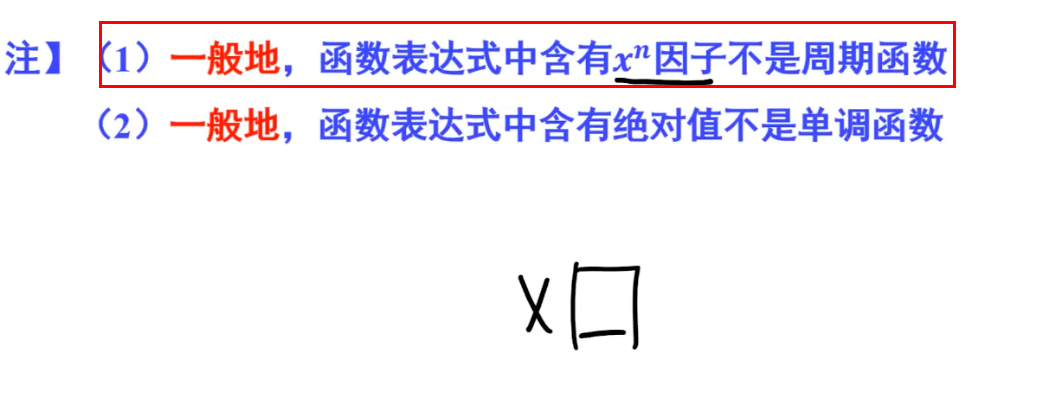 注】（1）一般地，函数表达式中含有xⁿ因子不是周期函数
（2）一般地，函数表达式中含有绝对值不是单调函数
x□